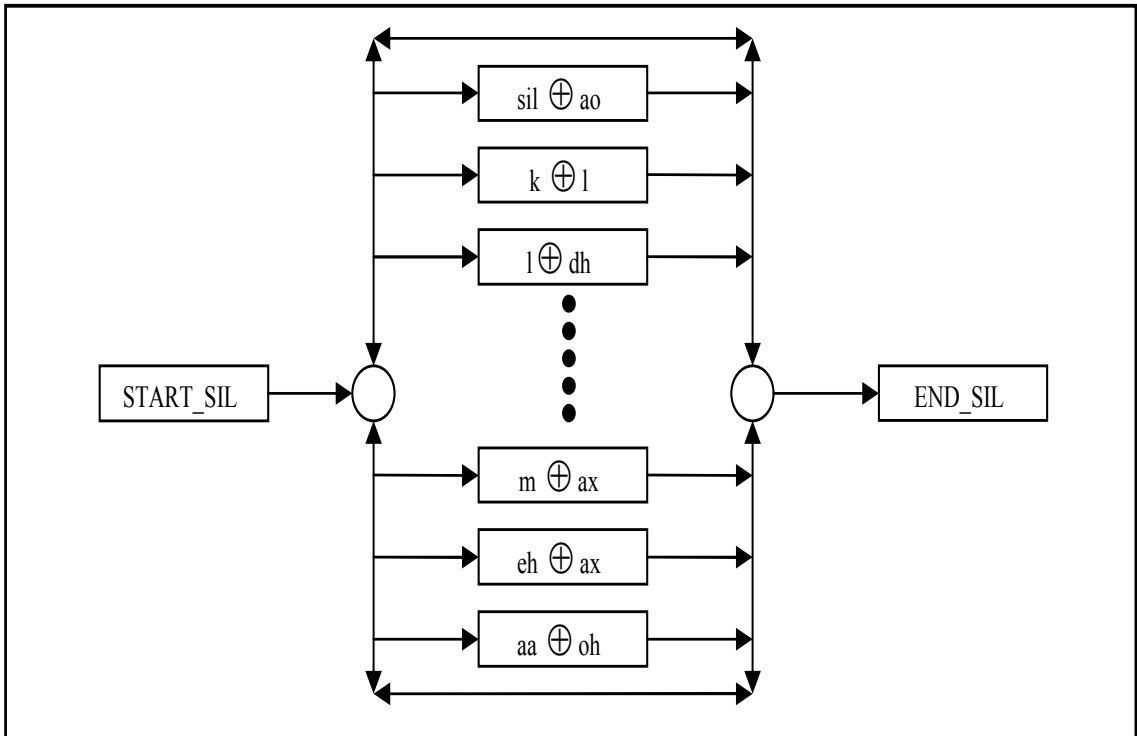 sil ⊕ ao
k ⊕ l
l ⊕ dh
START_SIL
END_SIL
m ⊕ ax
eh ⊕ ax
aa ⊕ oh